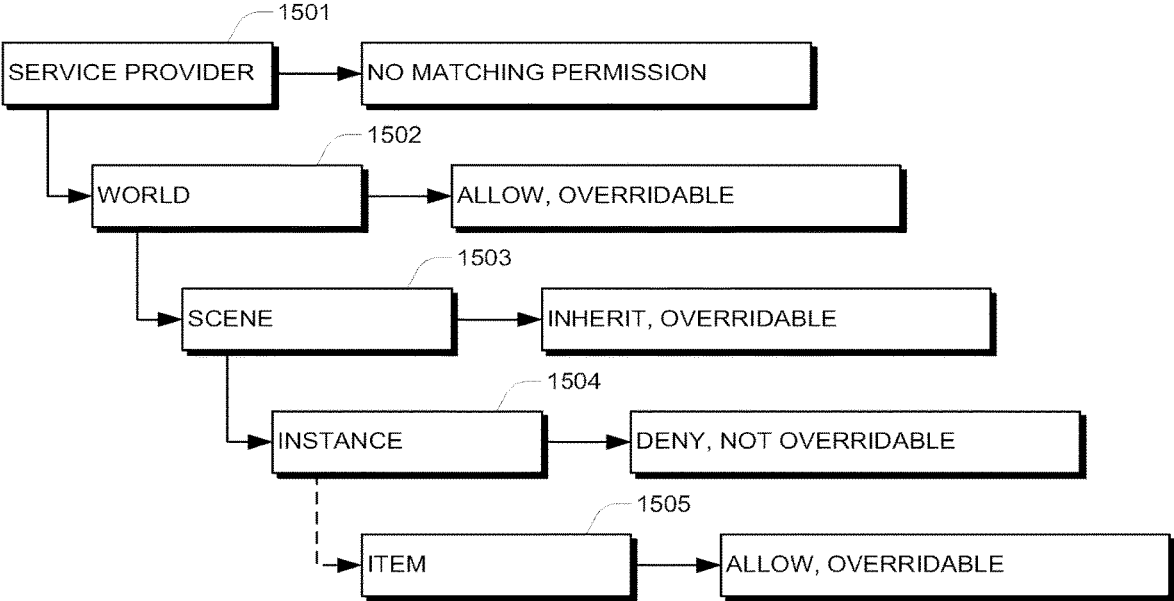 1501
SERVICE PROVIDER
NO MATCHING PERMISSION
1502
WORLD
ALLOW, OVERRIDABLE
1503
SCENE
INHERIT, OVERRIDABLE
1504
INSTANCE
DENY, NOT OVERRIDABLE
1505
ITEM
ALLOW, OVERRIDABLE